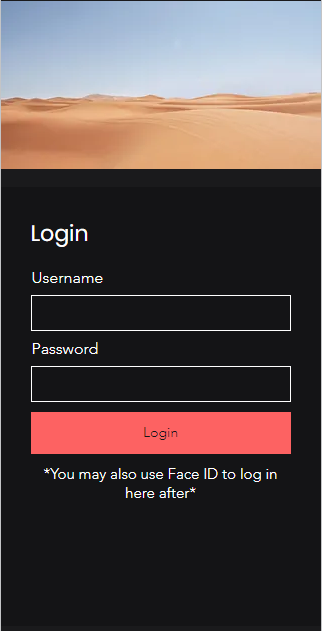 Login
Username
Password
Login
*You may also use Face ID to log in
here after*